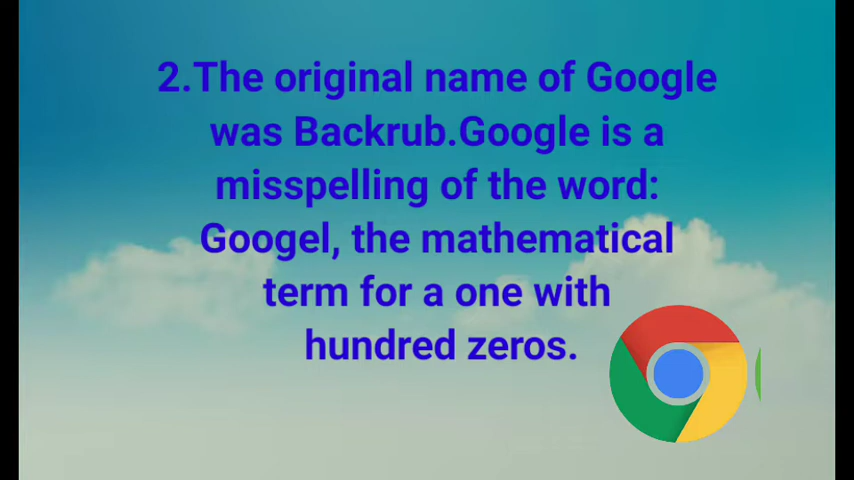 2.The original name of Google
was Backrub.Google is a
misspelling of the word:
Googel, the mathematical
term for a one with
hundred zeros.